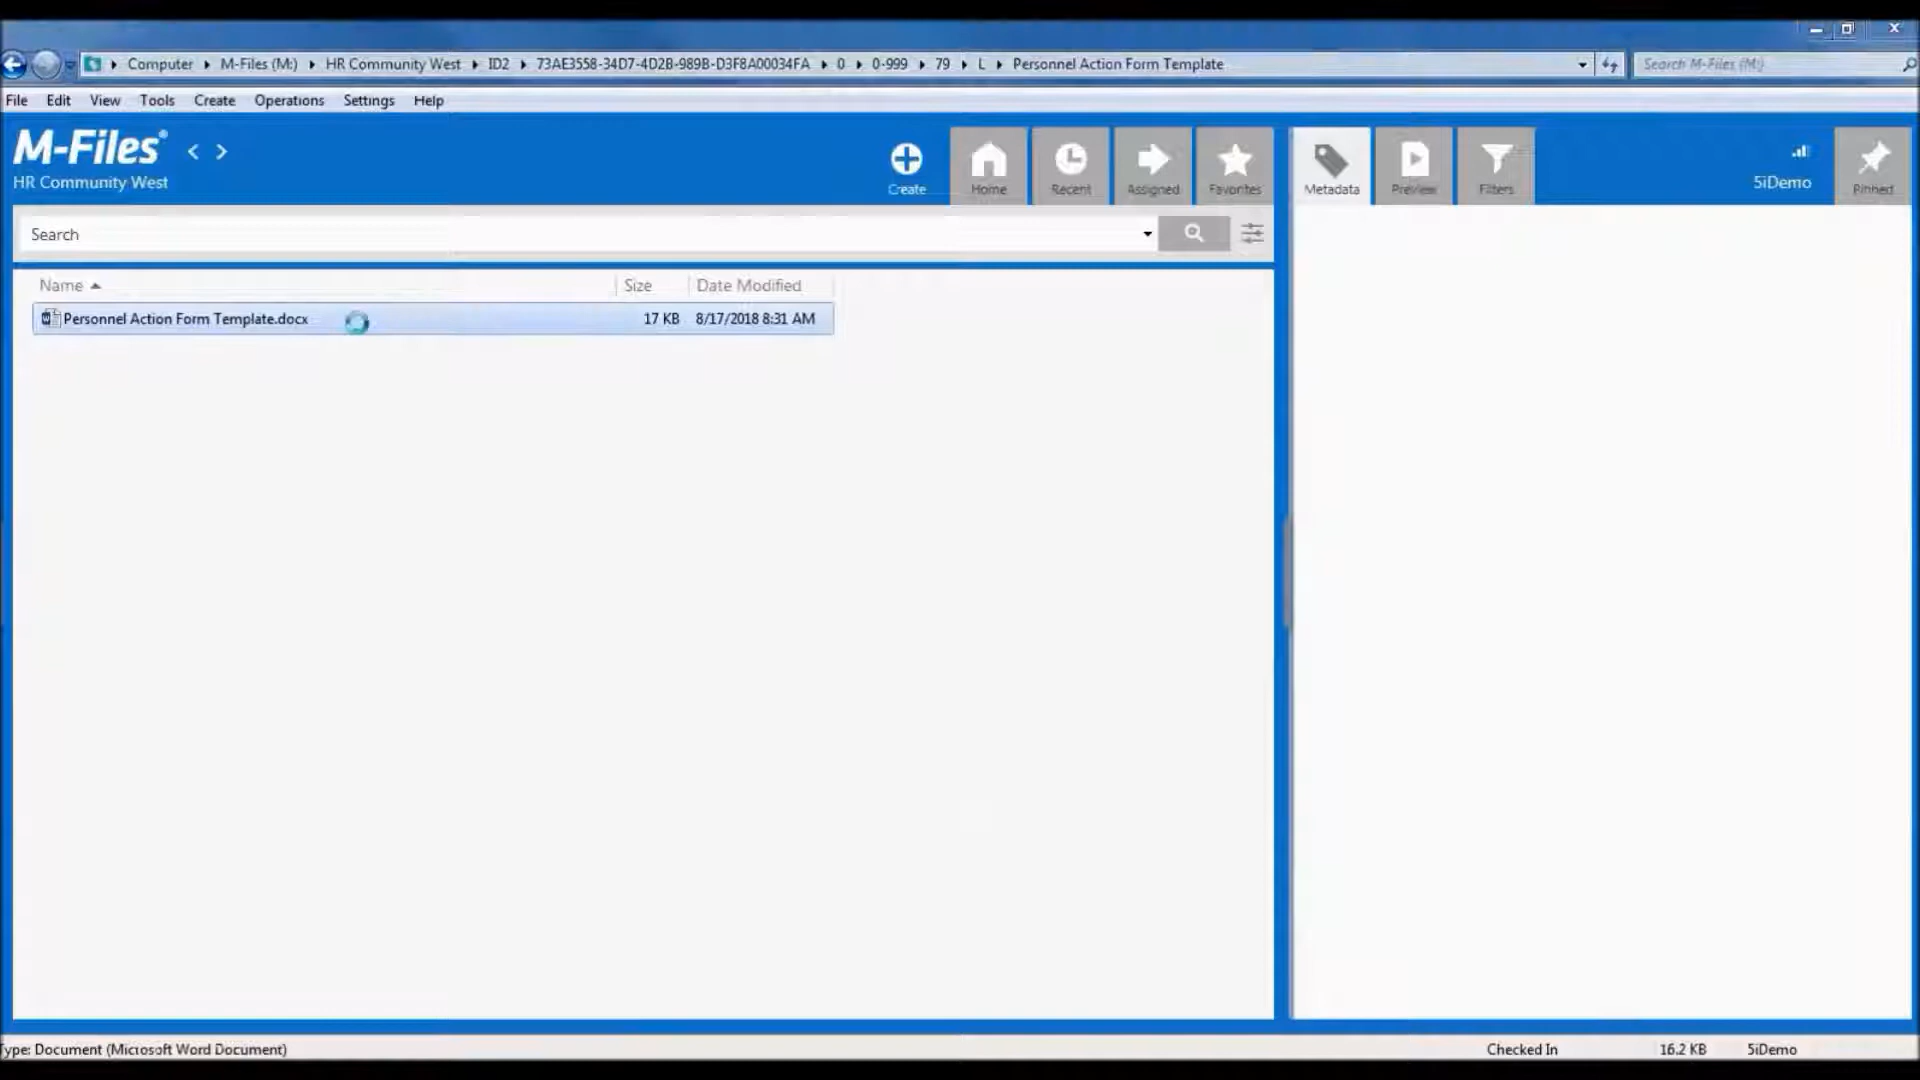 Computer M-Files (M:) HR Community West ID2 73AE3558-34D7-4D2B-989B-D3F8A00034FA 0 0-999 79 L Personnel Action Form Template
Search M-Files (M:)
File Edit View Tools Create Operations Settings Help
M-Files®
HR Community West
Create Home Recent Assigned Favorites
Metadata Preview Filters
5iDemo
Pinned
Search
Name Size Date Modified
Personnel Action Form Template.docx 17 KB 8/17/2018 8:31 AM
Type: Document (Microsoft Word Document) Checked In 16.2 KB 5iDemo